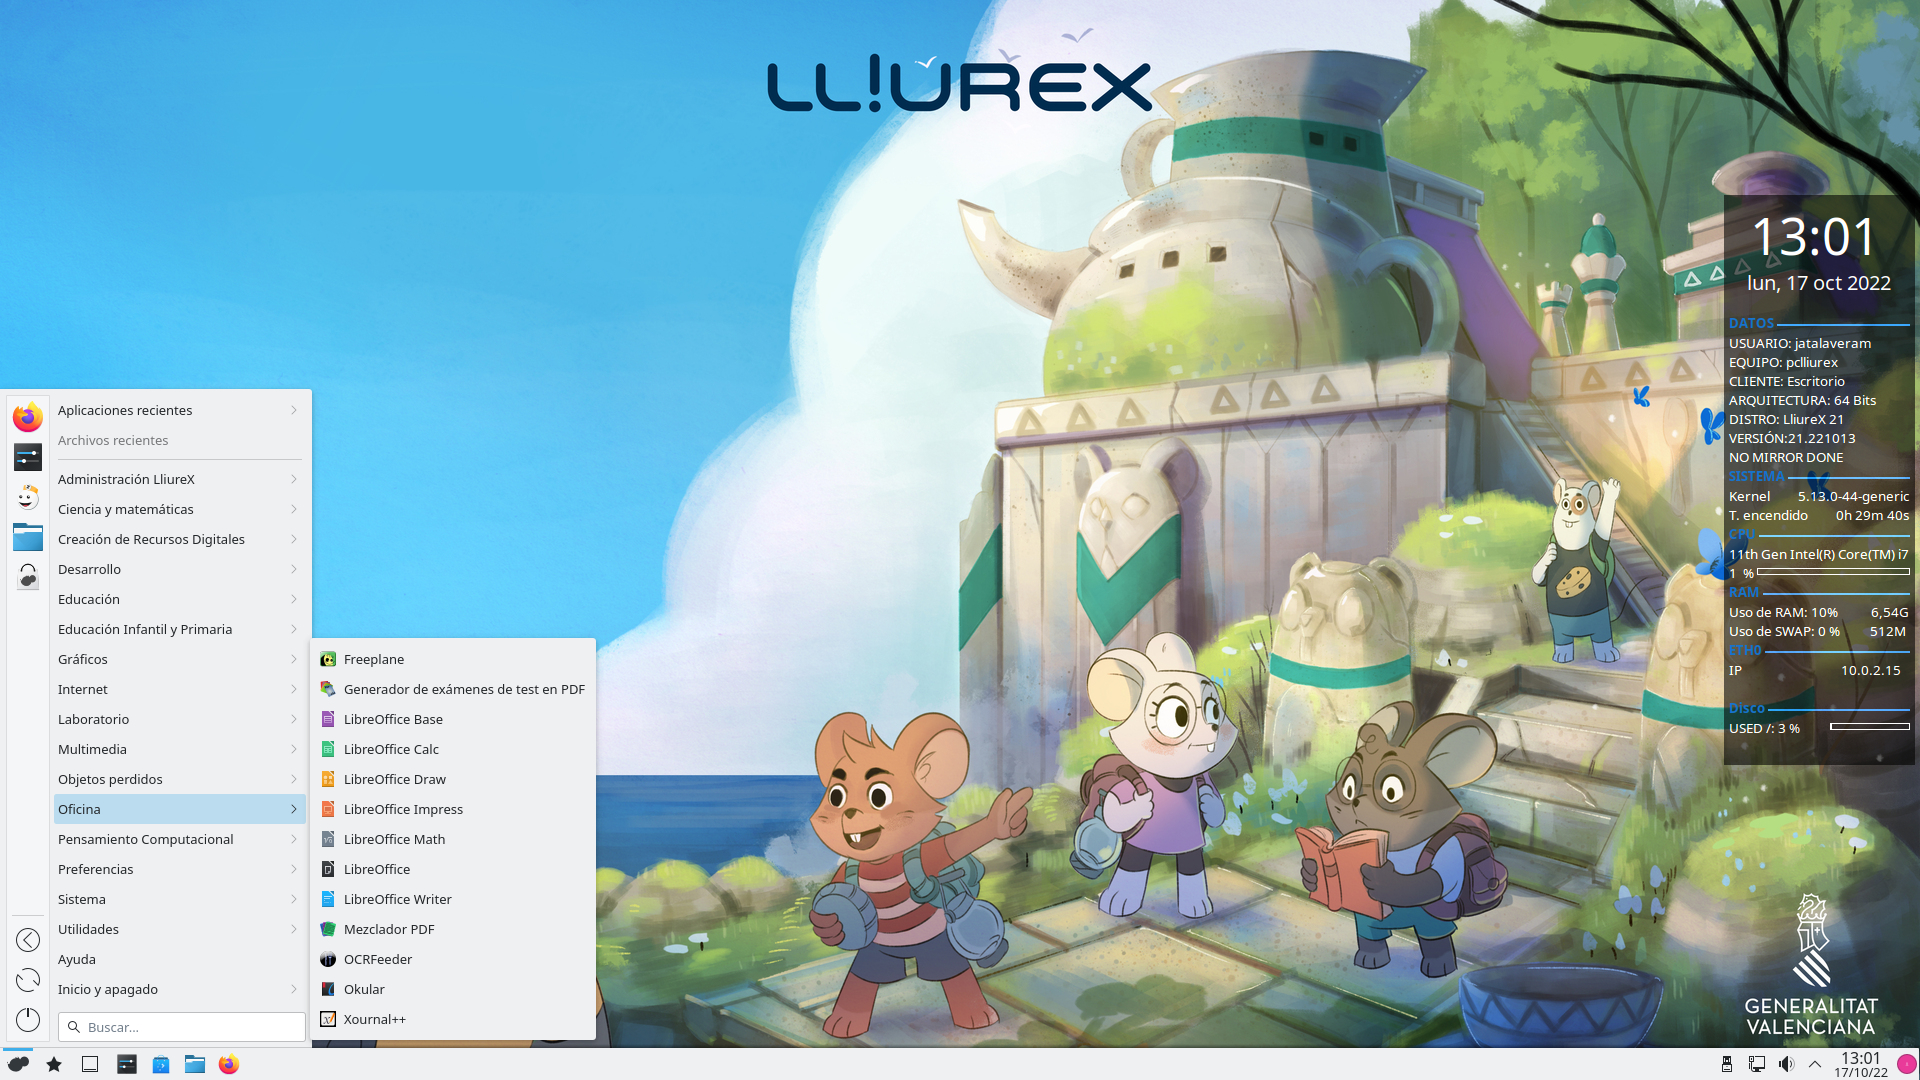 LL!UREX
13:01
lun, 17 oct 2022
DATOS
USUARIO: jatalaveram
EQUIPO: pclliurex
CLIENTE: Escritorio
ARQUITECTURA: 64 Bits
DISTRO: LliureX 21
VERSIÓN:21.221013
NO MIRROR DONE
SISTEMA
Kernel 5.13.0-44-generic
T. encendido 0h 29m 40s
CPU
11th Gen Intel(R) Core(TM) i7
1 %
RAM
Uso de RAM: 10% 6,54G
Uso de SWAP: 0 % 512M
ETH0
IP 10.0.2.15
Disco
USED /: 3 %
GENERALITAT
VALENCIANA
Aplicaciones recientes
Archivos recientes
Administración LliureX
Ciencia y matemáticas
Creación de Recursos Digitales
Desarrollo
Educación
Educación Infantil y Primaria
Gráficos
Internet
Laboratorio
Multimedia
Objetos perdidos
Oficina
Pensamiento Computacional
Preferencias
Sistema
Utilidades
Ayuda
Inicio y apagado
Buscar...
Freeplane
Generador de exámenes de test en PDF
LibreOffice Base
LibreOffice Calc
LibreOffice Draw
LibreOffice Impress
LibreOffice Math
LibreOffice
LibreOffice Writer
Mezclador PDF
OCRFeeder
Okular
Xournal++
13:01
17/10/22